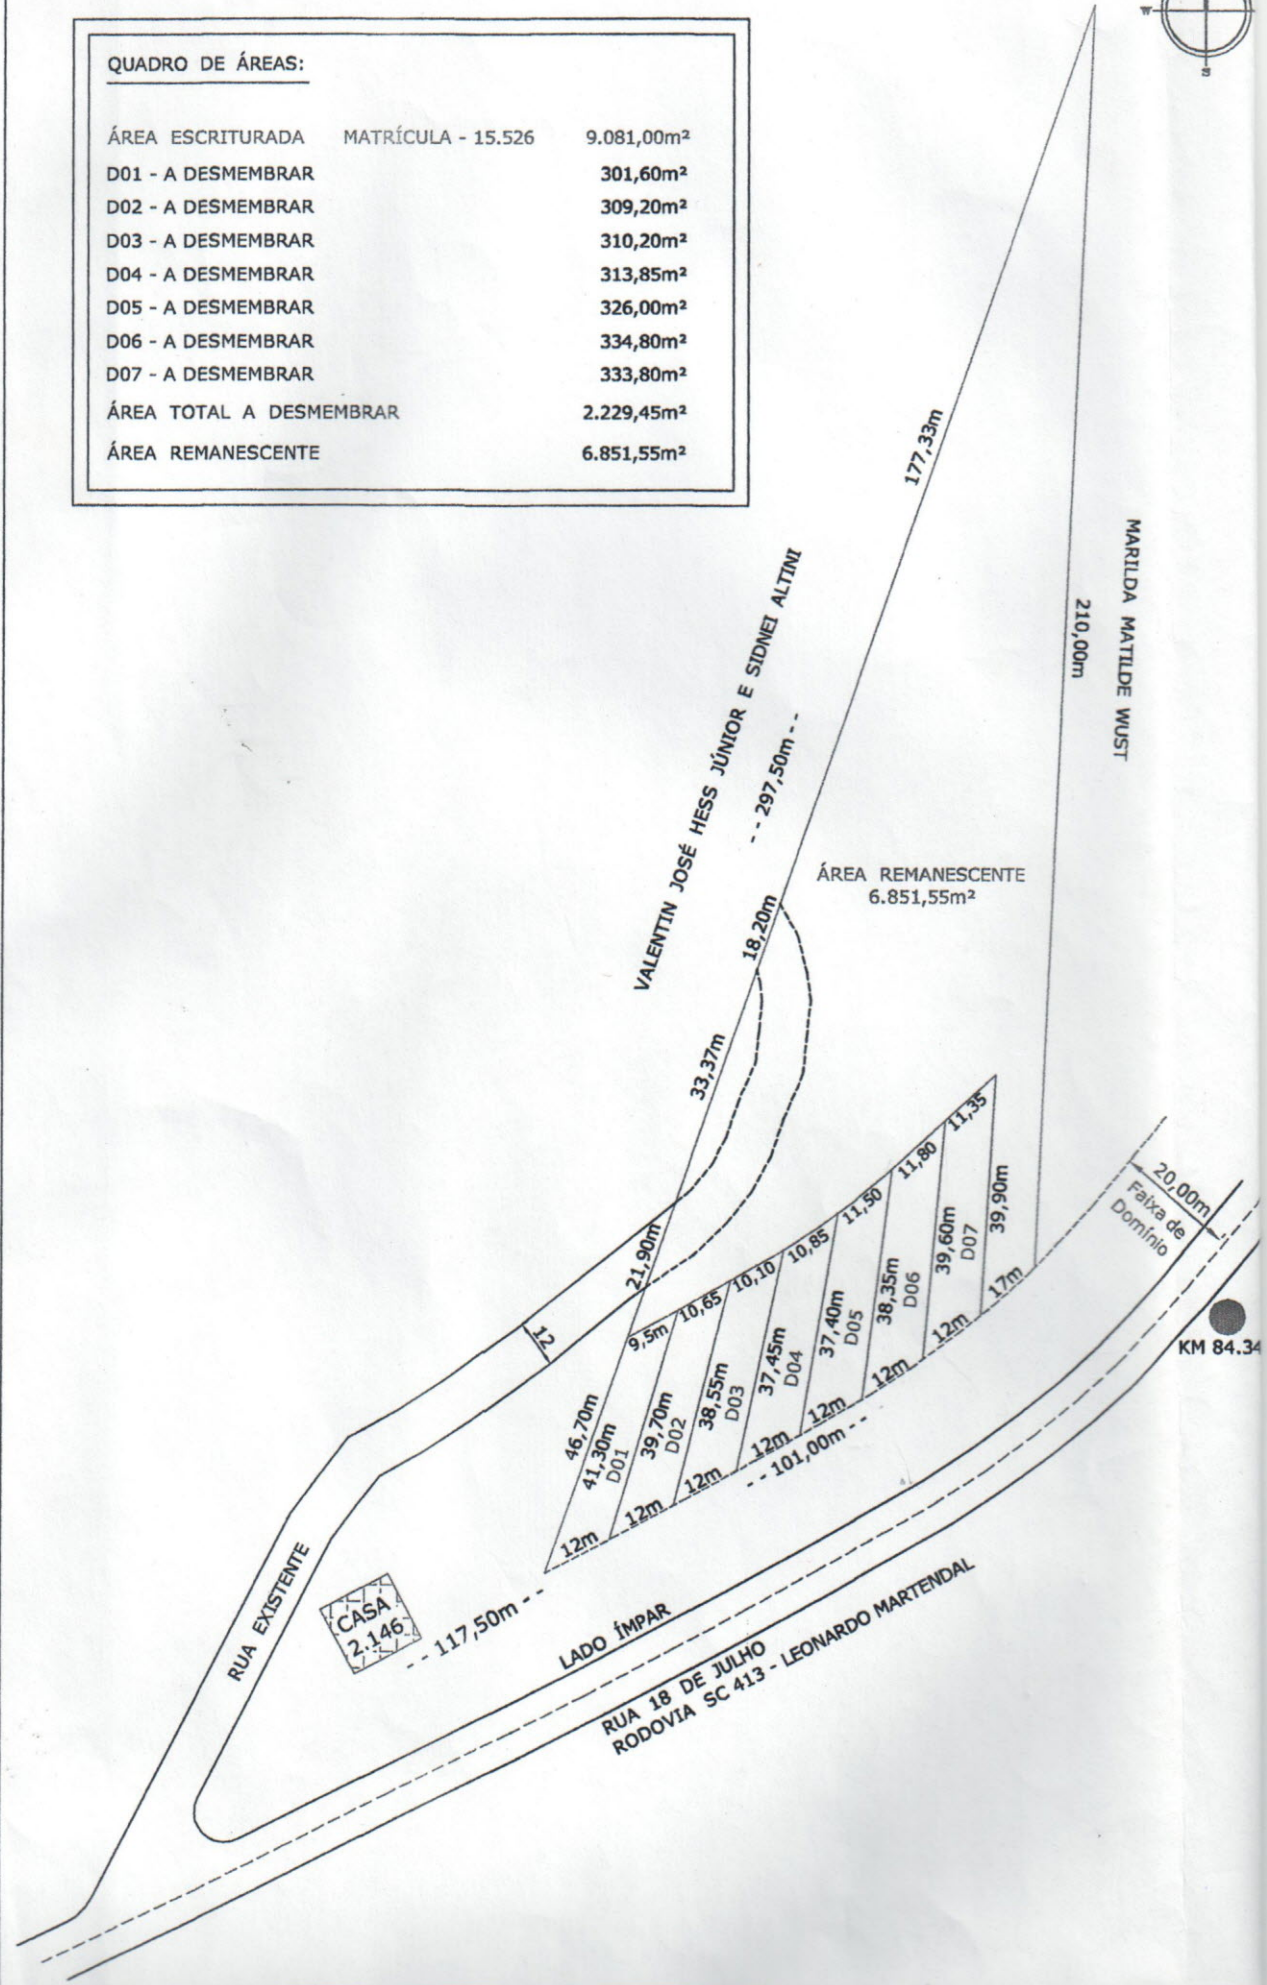 W
S
QUADRO DE ÁREAS:
ÁREA ESCRITURADA MATRÍCULA - 15.526 9.081,00m²
D01 - A DESMEMBRAR 301,60m²
D02 - A DESMEMBRAR 309,20m²
D03 - A DESMEMBRAR 310,20m²
D04 - A DESMEMBRAR 313,85m²
D05 - A DESMEMBRAR 326,00m²
D06 - A DESMEMBRAR 334,80m²
D07 - A DESMEMBRAR 333,80m²
ÁREA TOTAL A DESMEMBRAR 2.229,45m²
ÁREA REMANESCENTE 6.851,55m²
177,33m
MARILDA MATILDE WUST
210,00m
VALENTIN JOSÉ HESS JÚNIOR E SIDNEI ALTINI
- - 297,50m - -
ÁREA REMANESCENTE
6.851,55m²
18,20m
33,37m
21,90m
12
9,5m
10,65
10,10
10,85
11,50
11,80
11,35
46,70m
41,30m
D01
39,70m
D02
38,55m
D03
37,45m
D04
37,40m
D05
38,35m
D06
39,60m
D07
39,90m
12m
12m
12m
12m
12m
12m
12m
17m
- - 101,00m - -
20,00m
Faixa de
Domínio
KM 84.34
RUA EXISTENTE
CASA
2.146
- - 117,50m - -
LADO ÍMPAR
RUA 18 DE JULHO
RODOVIA SC 413 - LEONARDO MARTENDAL